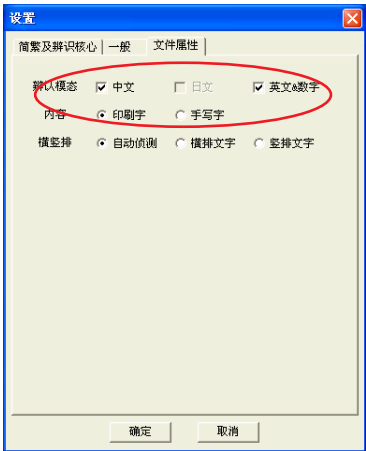 设置
简繁及辨识核心 一般 文件属性
辨认模态 中文 日文 英文&数字
内容 印刷字 手写字
横竖排 自动侦测 横排文字 竖排文字
确定 取消